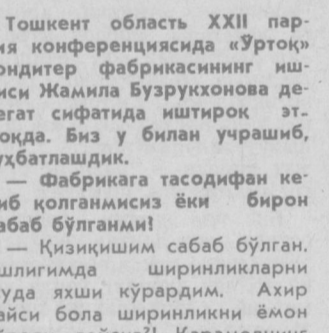 Тошкент область XXII пар-
ия конференциясида «Ўртоқ»
ондитер фабрикасининг иш-
иси Жамила Бузрукхонова де-
егат сифатида иштирок эт-
оқда. Биз у билан учрашиб,
уҳбатлашдик.
— Фабрикага тасодифан ке-
иб қолганмисиз ёки бирон
абаб бўлганми!
— Қизиқишим сабаб бўлган.
шлигимда ширинликларни
уда яхши кўрардим. Ахир
айси бола ширинликни ёмон